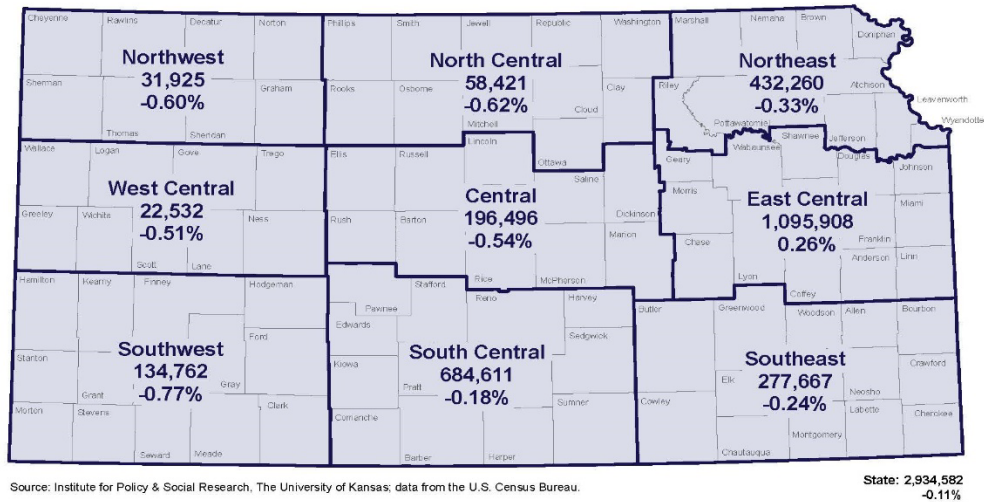 Cheyenne
Rawlins
Decatur
Norton
Phillips
Smith
Jewell
Republic
Washington
Marshall
Nemaha
Brown
Doniphan
Northwest
31,925
-0.60%
Sherman
Graham
Thomas
Sheridan
North Central
58,421
-0.62%
Rooks
Osborne
Mitchell
Cloud
Clay
Northeast
432,260
-0.33%
Riley
Pottawatomie
Atchison
Jefferson
Leavenworth
Wyandotte
Wallace
Logan
Gove
Trego
West Central
22,532
-0.51%
Greeley
Wichita
Scott
Lane
Ness
Ellis
Russell
Lincoln
Ottawa
Saline
Central
196,496
-0.54%
Rush
Barton
Rice
McPherson
Dickinson
Marion
Geary
Wabaunsee
Shawnee
Douglas
Johnson
Morris
East Central
1,095,908
0.26%
Miami
Chase
Franklin
Lyon
Coffey
Anderson
Linn
Hamilton
Kearny
Finney
Hodgeman
Southwest
134,762
-0.77%
Stanton
Grant
Gray
Ford
Morton
Stevens
Seward
Meade
Clark
Pawnee
Stafford
Reno
Harvey
Edwards
Sedgwick
Kiowa
South Central
684,611
-0.18%
Pratt
Comanche
Barber
Harper
Sumner
Butler
Greenwood
Woodson
Allen
Bourbon
Southeast
277,667
-0.24%
Elk
Crawford
Neosho
Cowley
Chautauqua
Montgomery
Labette
Cherokee
Source: Institute for Policy & Social Research, The University of Kansas; data from the U.S. Census Bureau.
State: 2,934,582
-0.11%